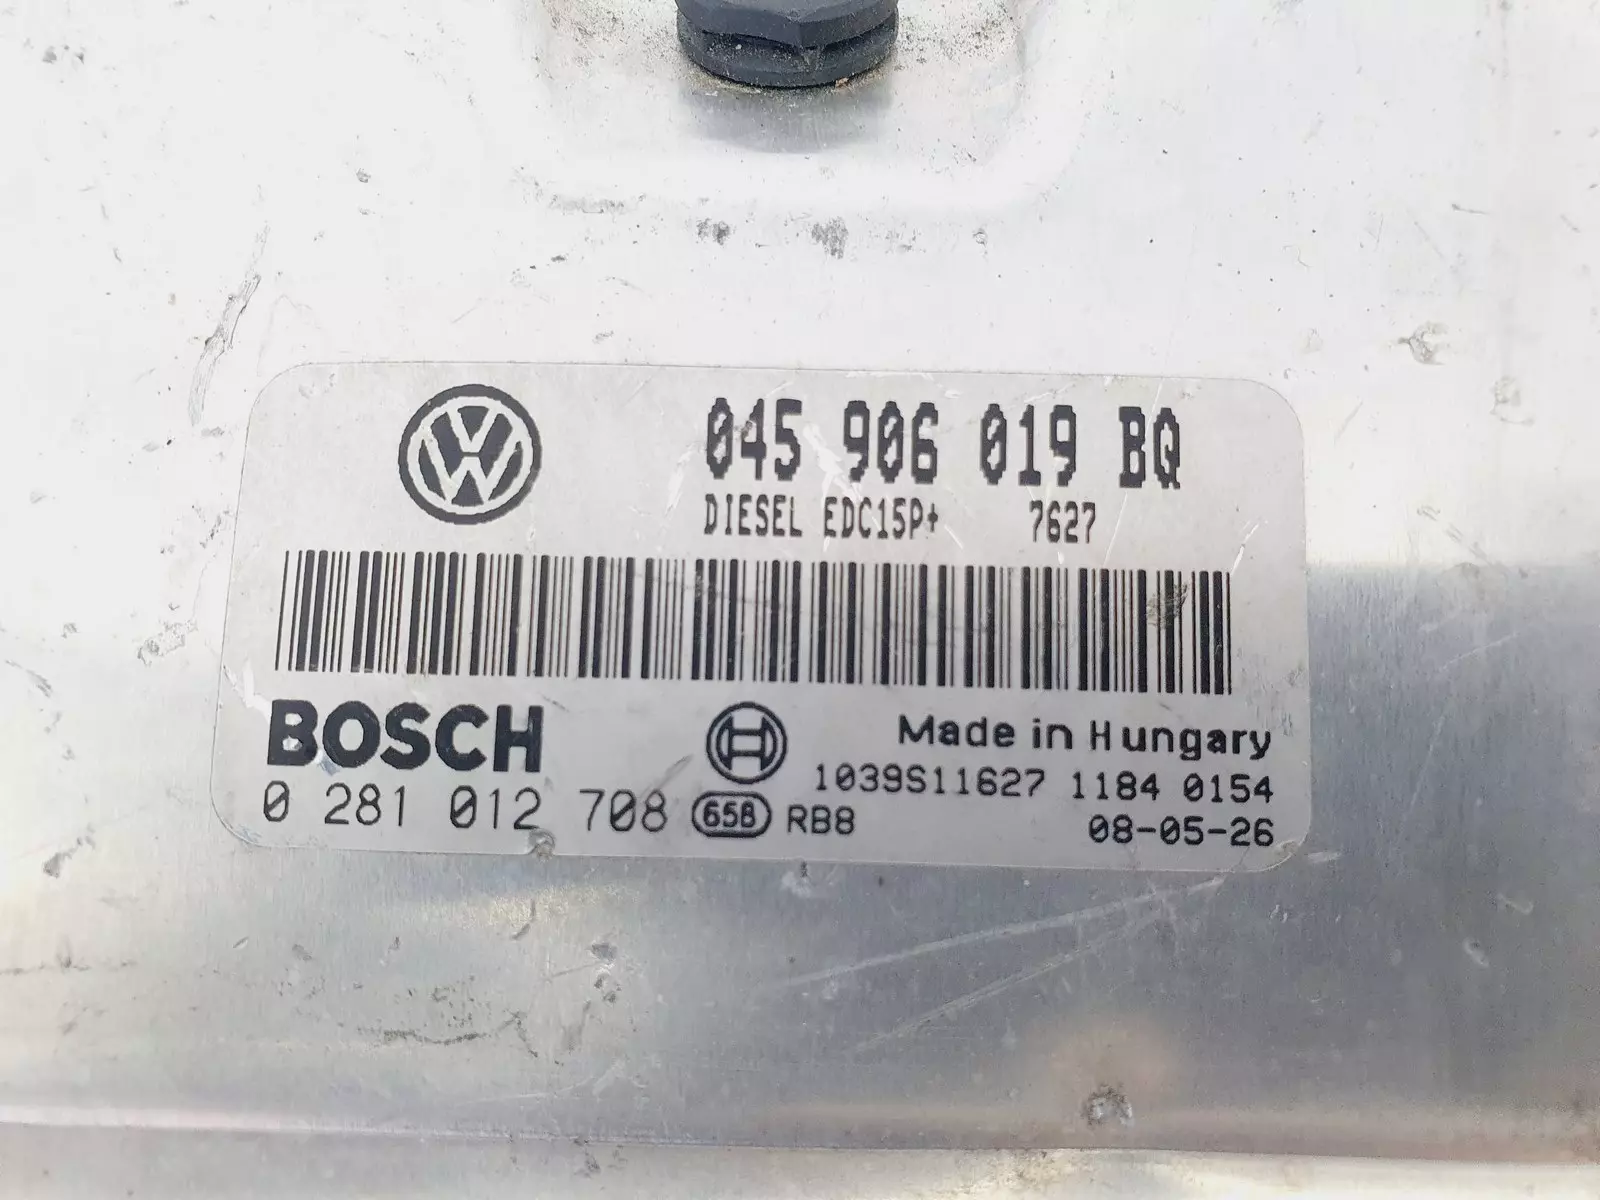 045 906 019 BQ
DIESEL EDC15P+ 7627
BOSCH
Made in Hungary
1039S11627 1184 0154
0 281 012 708 658 RB8
08-05-26